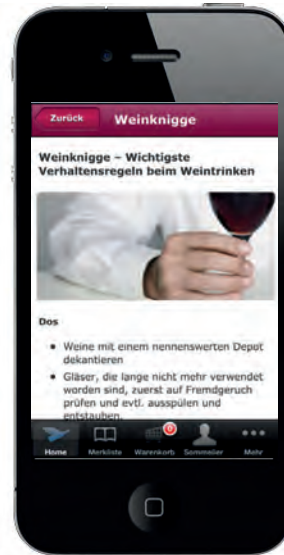 Zurück Weinknigge
Weinknigge – Wichtigste
Verhaltensregeln beim Weintrinken
Dos
• Weine mit einem nennenswerten Depot
dekantieren
• Gläser, die lange nicht mehr verwendet
worden sind, zuerst auf Fremdgeruch
prüfen und evtl. ausspülen und
entstauben.
0
Home Merkliste Warenkorb Sommelier Mehr